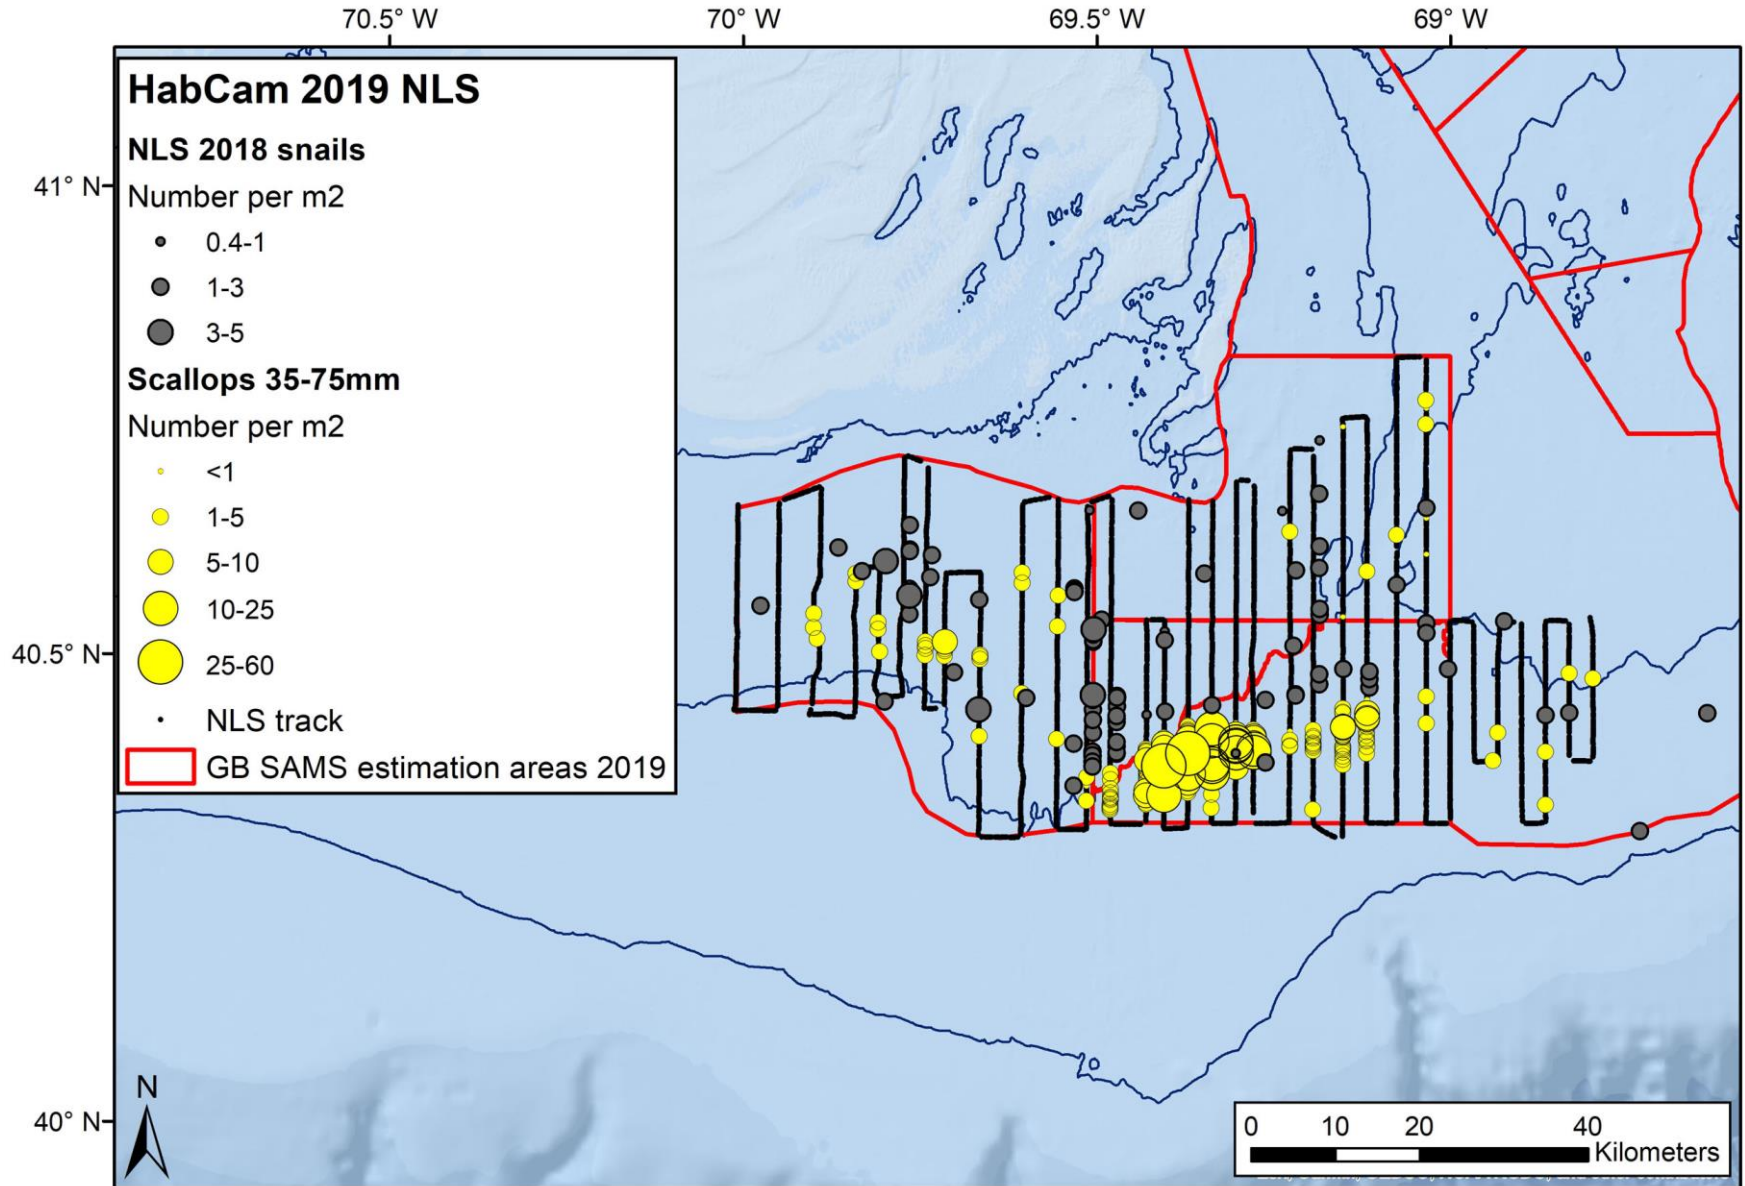 70.5° W 70° W 69.5° W 69° W
HabCam 2019 NLS
NLS 2018 snails
Number per m2
41° N
0.4-1
1-3
3-5
Scallops 35-75mm
Number per m2
<1
1-5
5-10
10-25
40.5° N
25-60
NLS track
GB SAMS estimation areas 2019
N
40° N
0 10 20 40
Kilometers